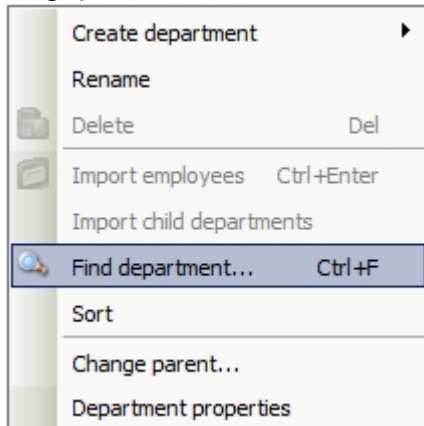 Create department
Rename
Delete Del
Import employees Ctrl+Enter
Import child departments
Find department... Ctrl+F
Sort
Change parent...
Department properties